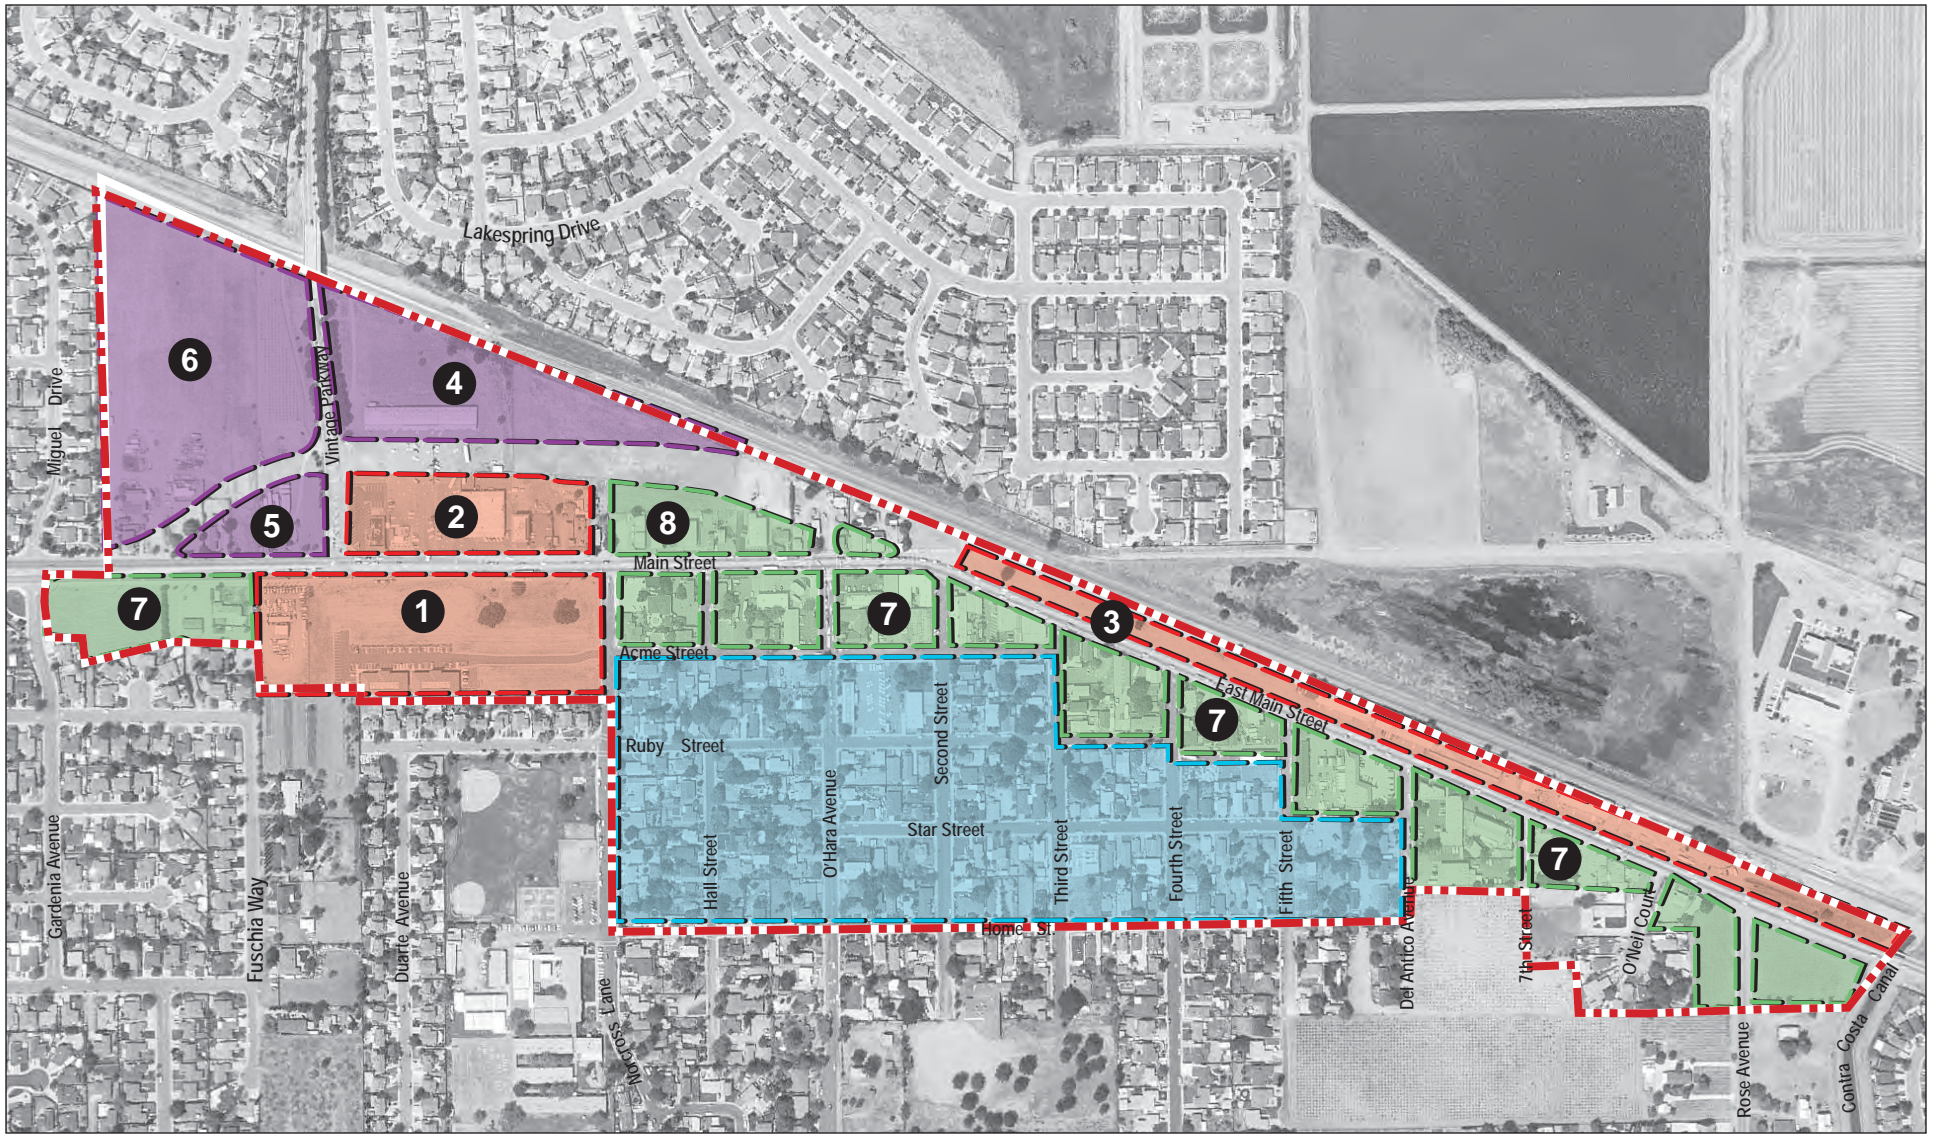 Lakespring Drive
6
4
Vintage Parkway
Miguel Drive
5
2
8
Main Street
7
1
7
3
Acme Street
East Main Street
7
Ruby Street
Second Street
O'Hara Avenue
Star Street
Hall Street
Third Street
Fourth Street
Fifth Street
7
Gardenia Avenue
Fuschia Way
Duarte Avenue
Home St.
Del Antico Avenue
7th Street
O'Neil Court
Norcross Lane
Rose Avenue
Contra Costa Canal